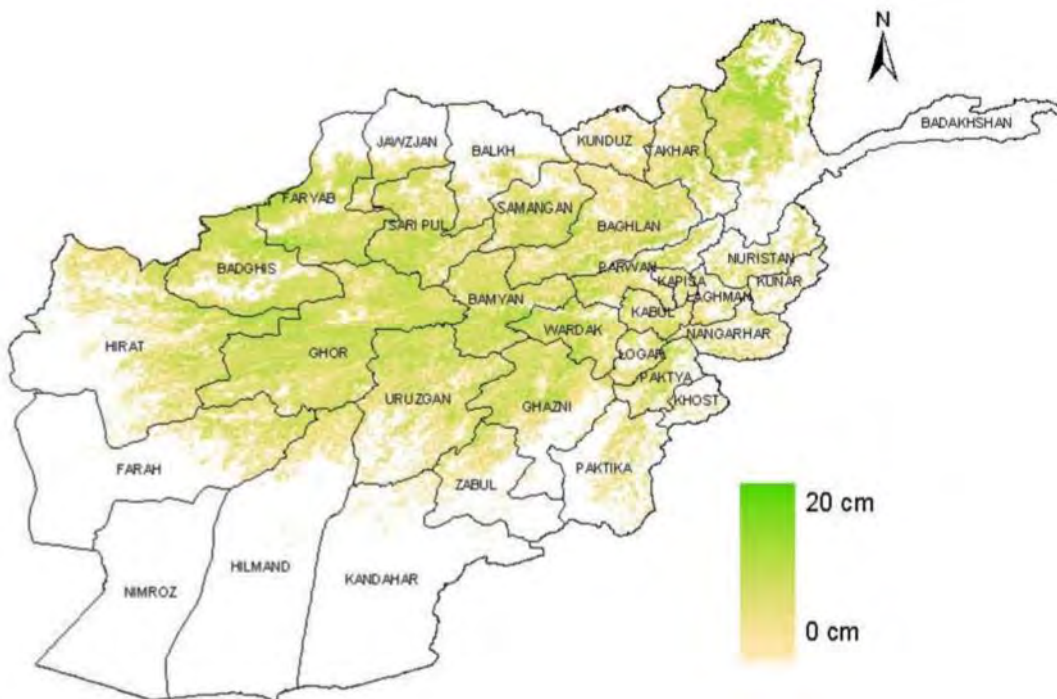 N
BADAKHSHAN
JAWZJAN
BALKH
KUNDUZ
TAKHAR
FARYAB
SARI PUL
SAMANGAN
BAGHLAN
BADGHIS
PARWAN
NURISTAN
KAPISA
KUNAR
BAMYAN
LAGHMAN
KABUL
WARDAK
NANGARHAR
HIRAT
GHOR
LOGAR
PAKTYA
URUZGAN
GHAZNI
KHOST
FARAH
ZABUL
PAKTIKA
20 cm
HILMAND
KANDAHAR
NIMROZ
0 cm